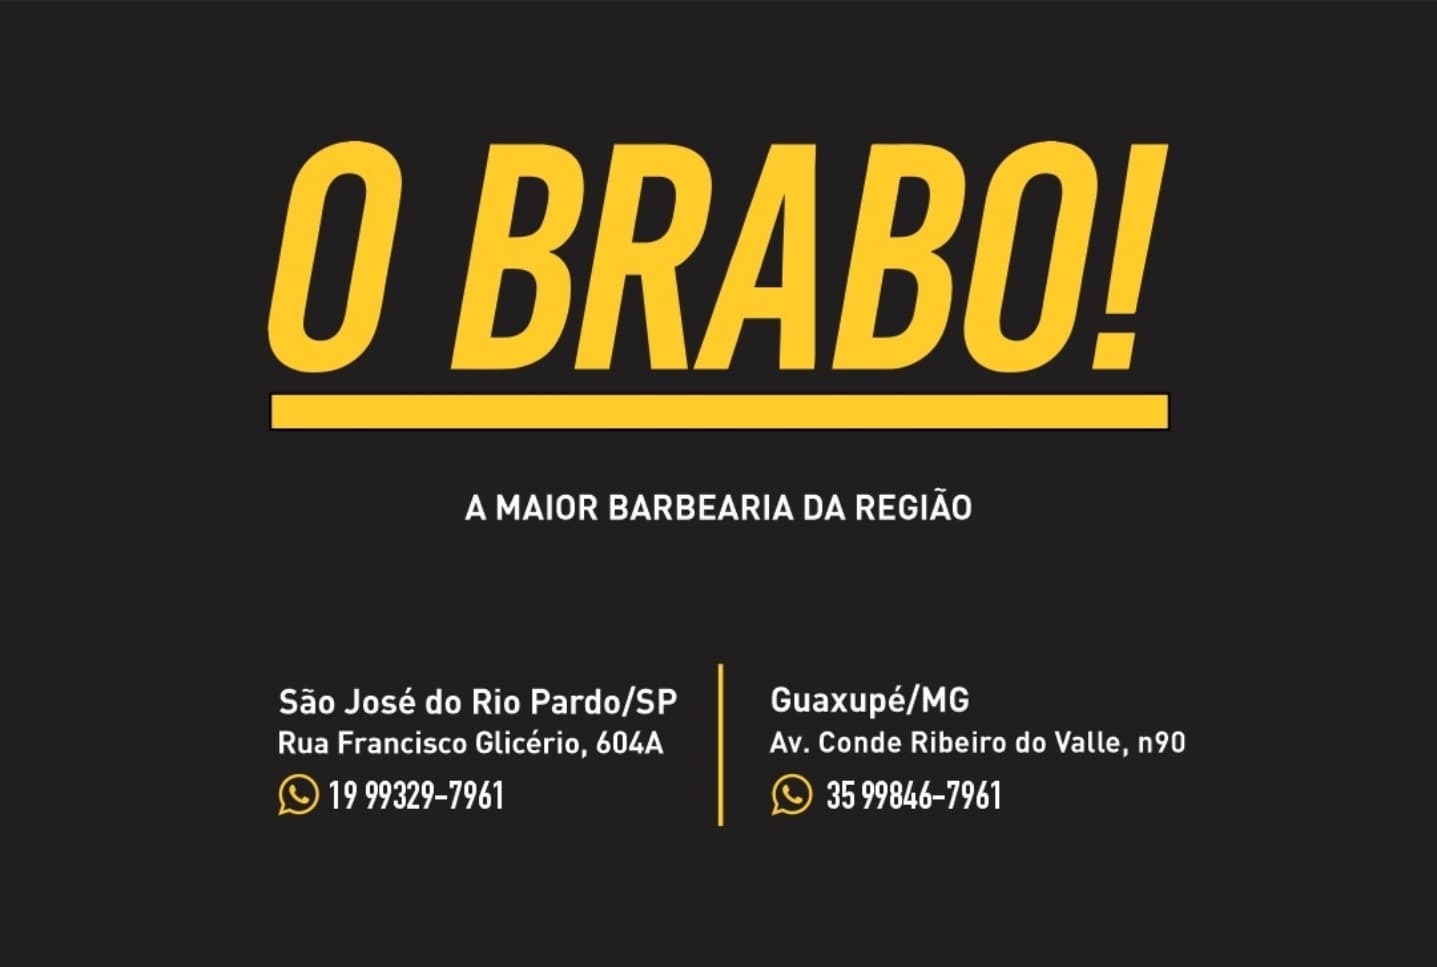 O BRABO!
A MAIOR BARBEARIA DA REGIÃO
São José do Rio Pardo/SP
Rua Francisco Glicério, 604A
19 99329-7961
Guaxupé/MG
Av. Conde Ribeiro do Valle, n90
35 99846-7961